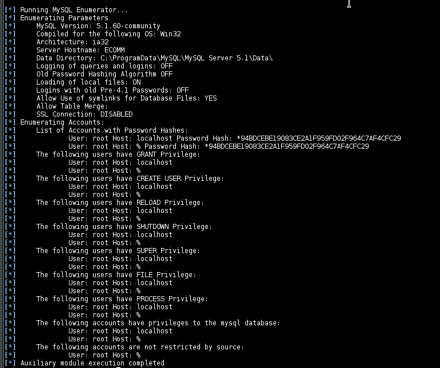 [*] Running MySQL Enumerator...
[*] Enumerating Parameters
[*] MySQL Version: 5.1.60-community
[*] Compiled for the following OS: Win32
[*] Architecture: ia32
[*] Server Hostname: ECOMM
[*] Data Directory: C:\ProgramData\MySQL\MySQL Server 5.1\Data\
[*] Logging of queries and logins: OFF
[*] Old Password Hashing Algorithm OFF
[*] Loading of local files: ON
[*] Logins with old Pre-4.1 Passwords: OFF
[*] Allow Use of symlinks for Database Files: YES
[*] Allow Table Merge:
[*] SSL Connection: DISABLED
[*] Enumerating Accounts:
[*] List of Accounts with Password Hashes:
[*] User: root Host: localhost Password Hash: *94BDCEBE19083CE2A1F959FD02F964C7AF4CFC29
[*] User: root Host: % Password Hash: *94BDCEBE19083CE2A1F959FD02F964C7AF4CFC29
[*] The following users have GRANT Privilege:
[*] User: root Host: localhost
[*] User: root Host: %
[*] The following users have CREATE USER Privilege:
[*] User: root Host: localhost
[*] User: root Host: %
[*] The following users have RELOAD Privilege:
[*] User: root Host: localhost
[*] User: root Host: %
[*] The following users have SHUTDOWN Privilege:
[*] User: root Host: localhost
[*] User: root Host: %
[*] The following users have SUPER Privilege:
[*] User: root Host: localhost
[*] User: root Host: %
[*] The following users have FILE Privilege:
[*] User: root Host: localhost
[*] User: root Host: %
[*] The following users have PROCESS Privilege:
[*] User: root Host: localhost
[*] User: root Host: %
[*] The following accounts have privileges to the mysql database:
[*] User: root Host: localhost
[*] User: root Host: %
[*] The following accounts are not restricted by source:
[*] User: root Host: %
[*] Auxiliary module execution completed